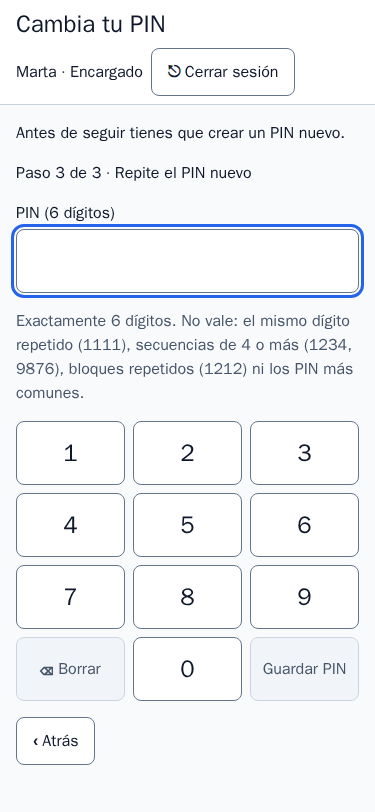 Cambia tu PIN
Marta · Encargado
Cerrar sesión
Antes de seguir tienes que crear un PIN nuevo.
Paso 3 de 3 · Repite el PIN nuevo
PIN (6 dígitos)
Exactamente 6 dígitos. No vale: el mismo dígito
repetido (1111), secuencias de 4 o más (1234,
9876), bloques repetidos (1212) ni los PIN más
comunes.
1 2 3
4 5 6
7 8 9
⌫ Borrar 0 Guardar PIN
‹ Atrás